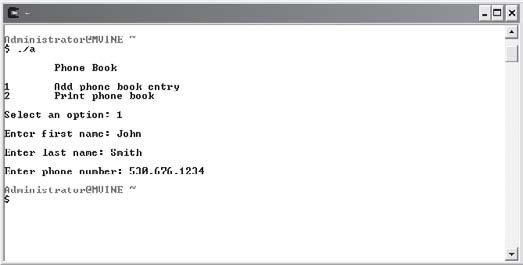 ~
Administrator@MVINE ~
$ ./a
Phone Book
1 Add phone book entry
2 Print phone book
Select an option: 1
Enter first name: John
Enter last name: Smith
Enter phone number: 530.676.1234
Administrator@MVINE ~
$